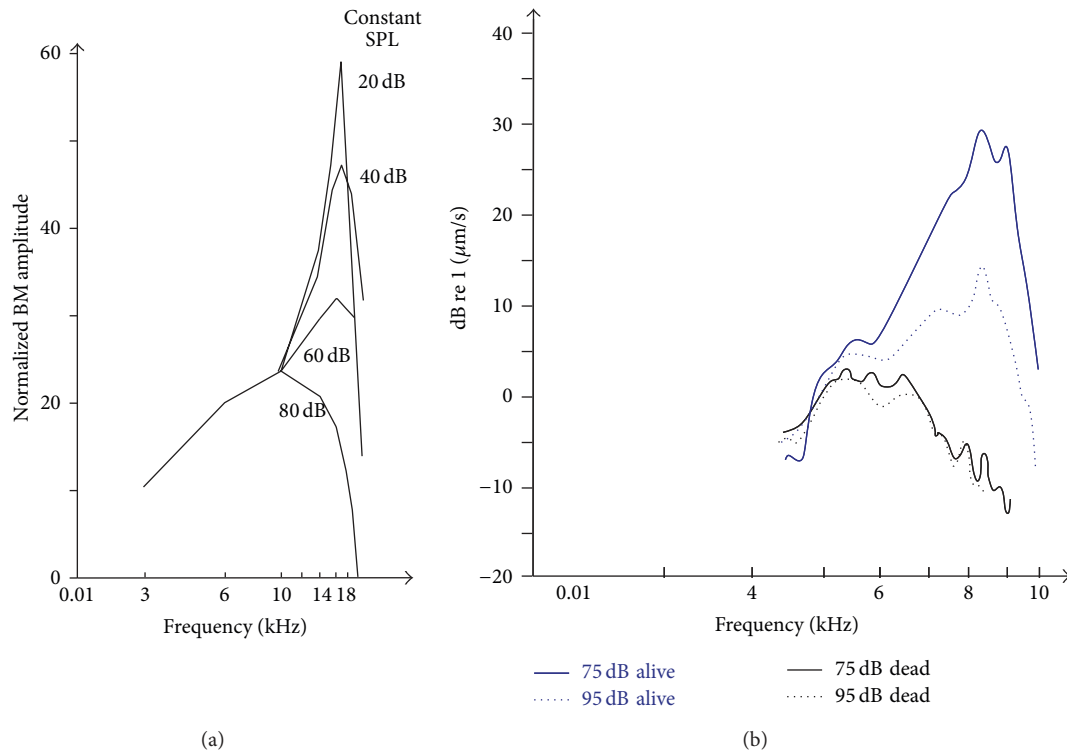 Constant
SPL
60
40
20
0
Normalized BM amplitude
20 dB
40 dB
60 dB
80 dB
0.01
3
6
10
14
18
Frequency (kHz)
(a)
40
30
20
10
0
−10
−20
dB re 1 (μm/s)
0.01
4
6
8
10
Frequency (kHz)
75 dB alive
95 dB alive
75 dB dead
95 dB dead
(b)